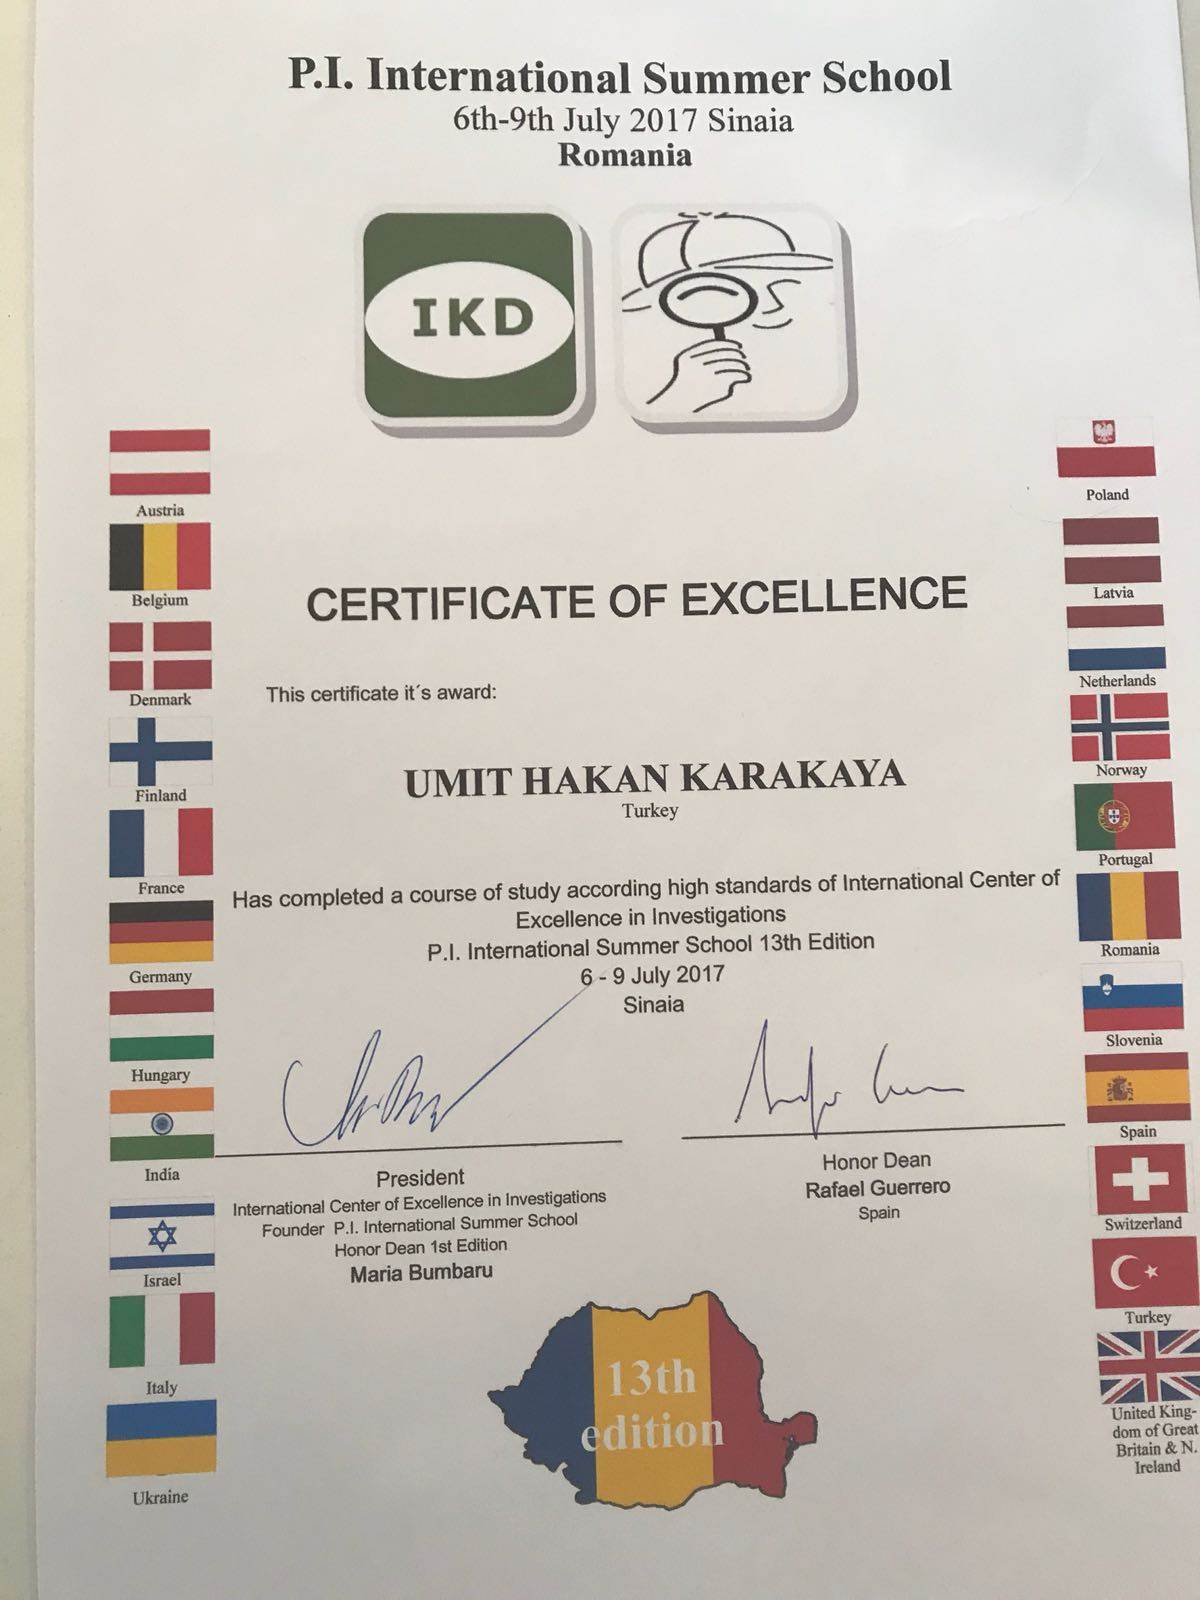 P.I. International Summer School
6th-9th July 2017 Sinaia
Romania
IKD
Austria
Belgium
Denmark
Finland
France
Germany
Hungary
Indía
Israel
Italy
Ukraine
CERTIFICATE OF EXCELLENCE
This certificate it´s award:
UMIT HAKAN KARAKAYA
Turkey
Has completed a course of study according high standards of International Center of
Excellence in Investigations
P.I. International Summer School 13th Edition
6 - 9 July 2017
Sinaia
President
International Center of Excellence in Investigations
Founder P.I. International Summer School
Honor Dean 1st Edition
Maria Bumbaru
Honor Dean
Rafael Guerrero
Spain
13th
edition
Poland
Latvia
Netherlands
Norway
Portugal
Romania
Slovenia
Spain
Switzerland
Turkey
United King-
dom of Great
Britain & N.
Ireland